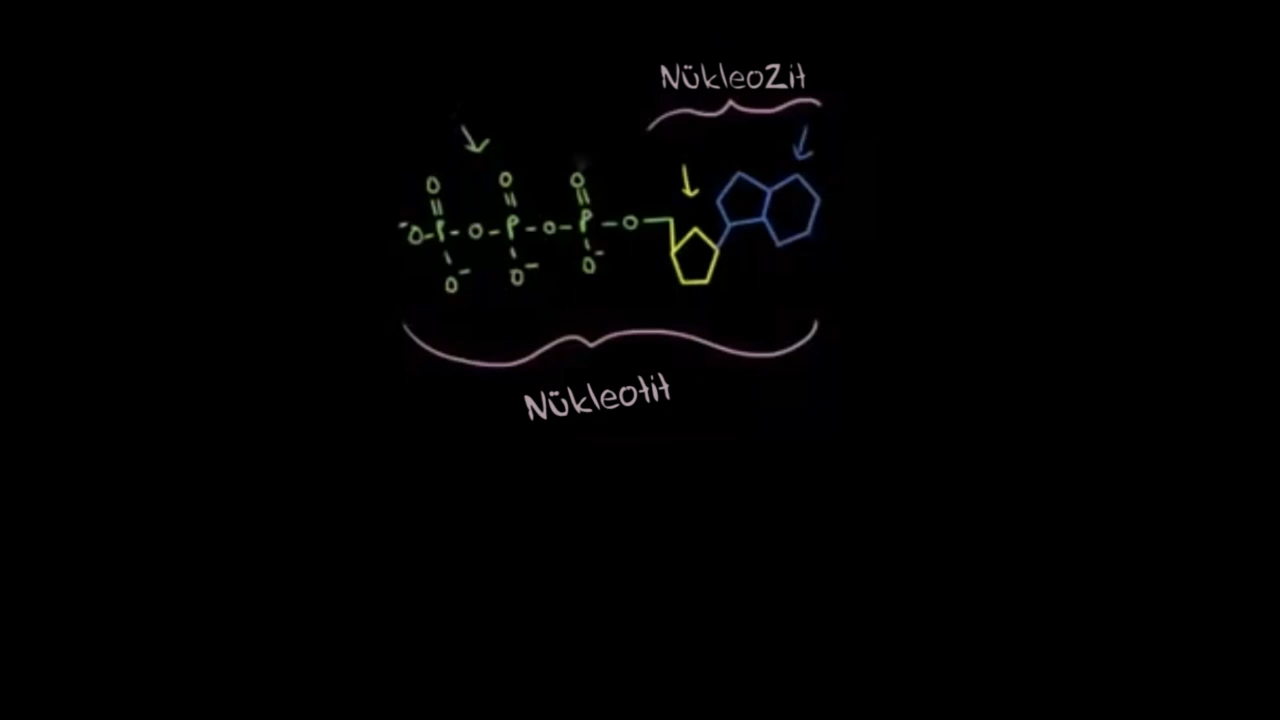 NükleoZit
O O O
⁻O-P-O-P-O-P-O
O⁻ O⁻ O⁻
Nükleotit